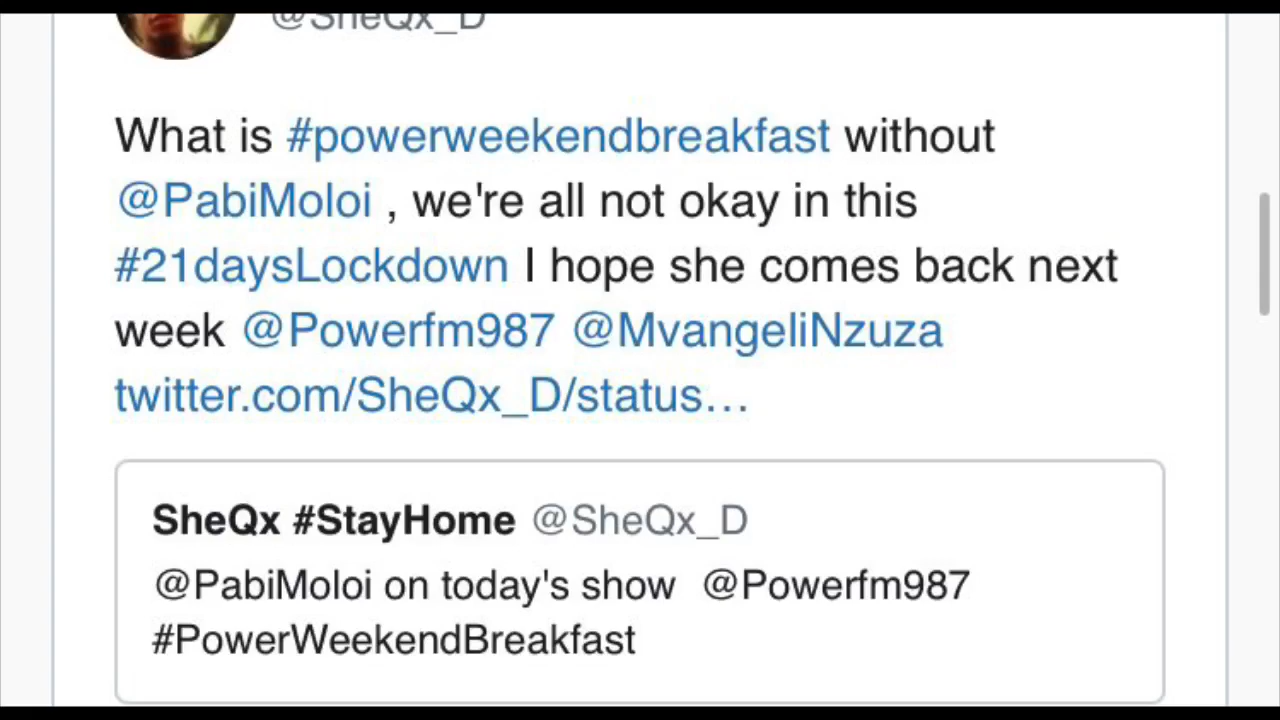 @SheQx_D
What is #powerweekendbreakfast without
@PabiMoloi , we're all not okay in this
#21daysLockdown I hope she comes back next
week @Powerfm987 @MvangeliNzuza
twitter.com/SheQx_D/status…
SheQx #StayHome @SheQx_D
@PabiMoloi on today's show @Powerfm987
#PowerWeekendBreakfast